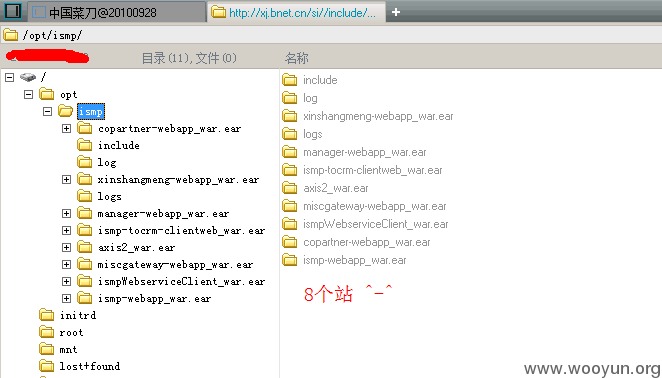 中国菜刀@20100928
http://xj.bnet.cn/si//include/...
/opt/ismp/
目录(11),文件(0)
名称
/
opt
ismp
copartner-webapp_war.ear
include
log
xinshangmeng-webapp_war.ear
logs
manager-webapp_war.ear
ismp-tocrm-clientweb_war.ear
axis2_war.ear
miscgateway-webapp_war.ear
ismpWebserviceClient_war.ear
ismp-webapp_war.ear
initrd
root
mnt
lost+found
include
log
xinshangmeng-webapp_war.ear
logs
manager-webapp_war.ear
ismp-tocrm-clientweb_war.ear
axis2_war.ear
miscgateway-webapp_war.ear
ismpWebserviceClient_war.ear
copartner-webapp_war.ear
ismp-webapp_war.ear
8个站 ^-^
www.wooyun.org